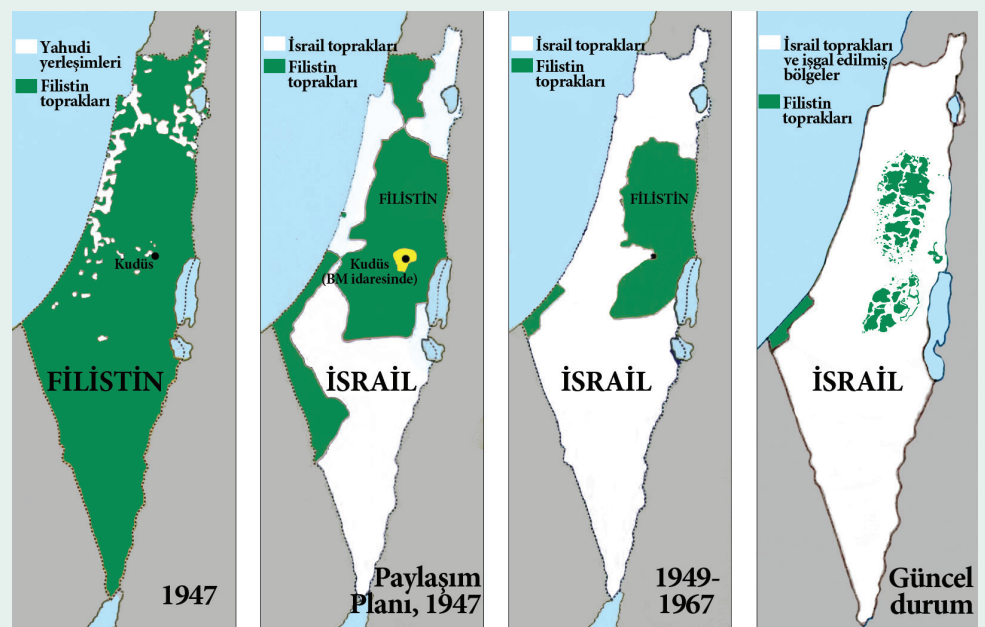 Yahudi
yerleşimleri
Filistin
toprakları
Kudüs
FİLİSTİN
1947
İsrail toprakları
Filistin
toprakları
FİLİSTİN
Kudüs
(BM idaresinde)
İSRAİL
Paylaşım
Planı, 1947
İsrail toprakları
Filistin
toprakları
FİLİSTİN
İSRAİL
1949-
1967
İsrail toprakları
ve işgal edilmiş
bölgeler
Filistin
toprakları
İSRAİL
Güncel
durum